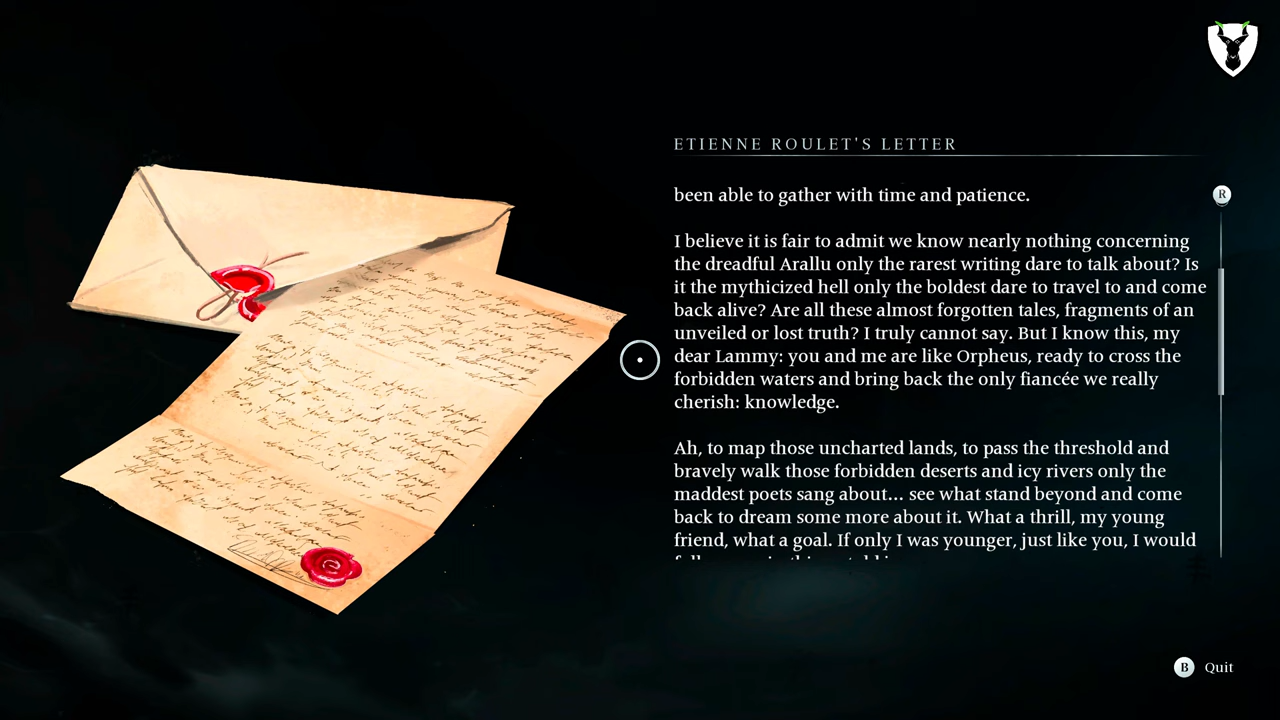 ETIENNE ROULET'S LETTER
been able to gather with time and patience.
R
I believe it is fair to admit we know nearly nothing concerning
the dreadful Arallu only the rarest writing dare to talk about? Is
it the mythicized hell only the boldest dare to travel to and come
back alive? Are all these almost forgotten tales, fragments of an
unveiled or lost truth? I truly cannot say. But I know this, my
dear Lammy: you and me are like Orpheus, ready to cross the
forbidden waters and bring back the only fiancée we really
cherish: knowledge.
Ah, to map those uncharted lands, to pass the threshold and
bravely walk those forbidden deserts and icy rivers only the
maddest poets sang about... see what stand beyond and come
back to dream some more about it. What a thrill, my young
friend, what a goal. If only I was younger, just like you, I would
B Quit